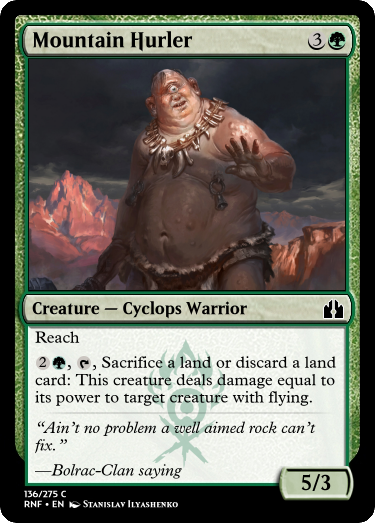 Mountain Hurler 3
Creature — Cyclops Warrior
Reach
2, , Sacrifice a land or discard a land
card: This creature deals damage equal to
its power to target creature with flying.
“Ain't no problem a well aimed rock can't
fix.”
—Bolrac-Clan saying
5/3
136/275 C
RNF • EN Stanislav Ilyashenko